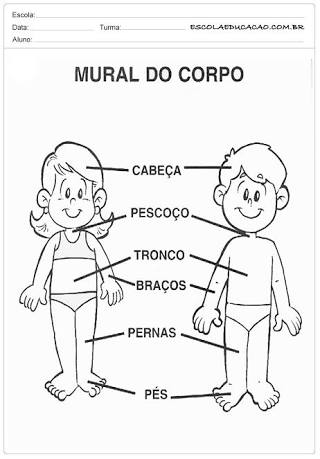 Escola:
Data: Turma: ESCOLAEDUCACAO.COM.BR
Aluno:
MURAL DO CORPO
CABEÇA
PESCOÇO
TRONCO
BRAÇOS
PERNAS
PÉS